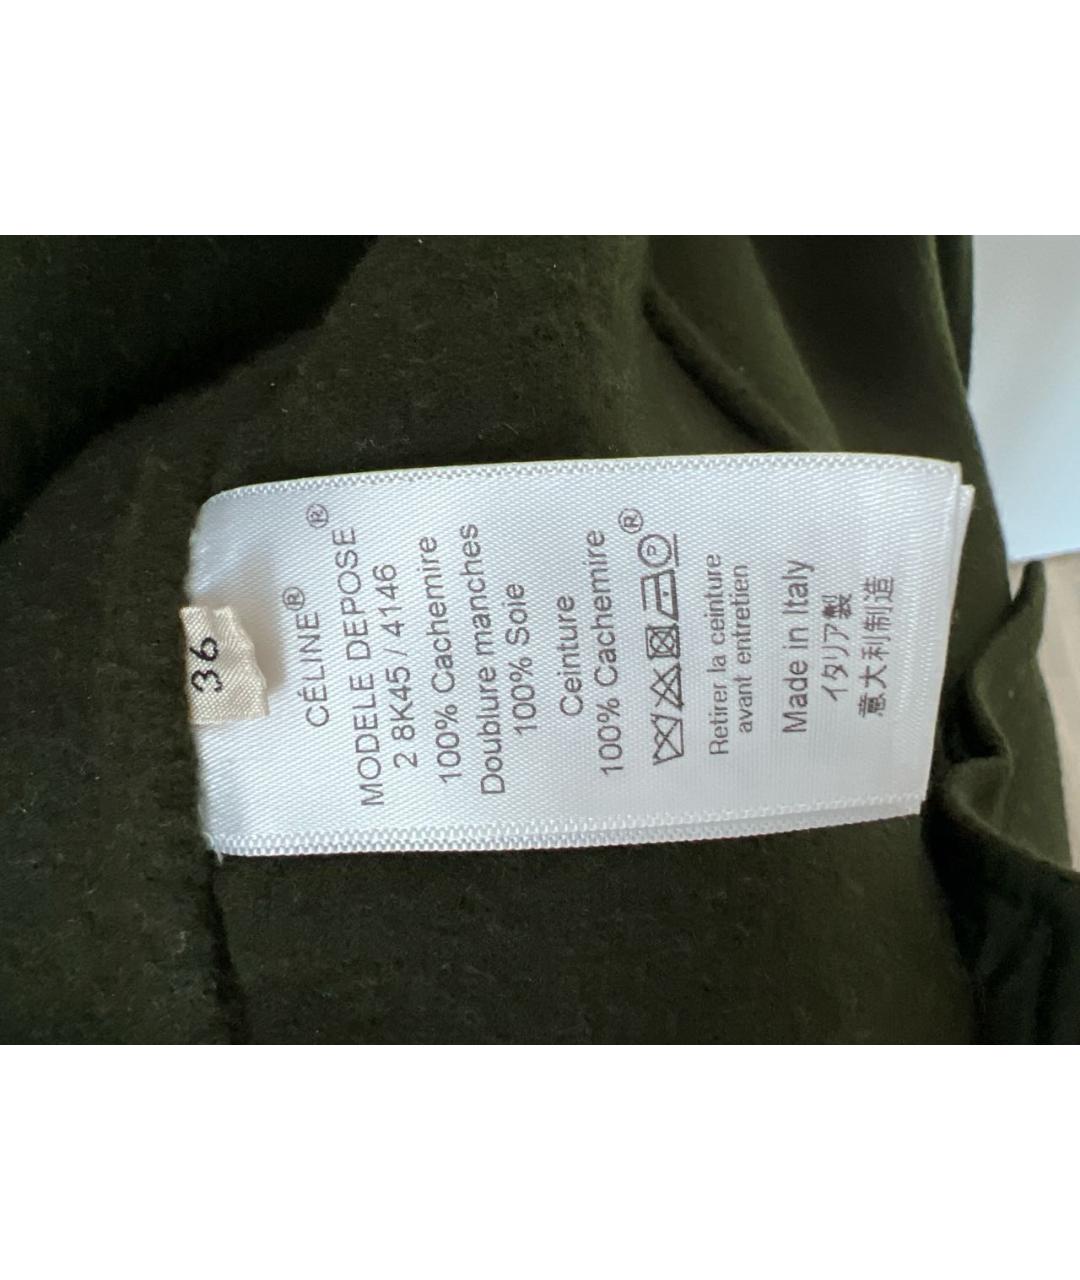 36
CÉLINE®
MODELE DEPOSE®
2 8K45 / 4146
100% Cachemire
Doublure manches
100% Soie
Ceinture
100% Cachemire
®
P
Retirer la ceinture
avant entretien
Made in Italy
イタリア製
意大利制造